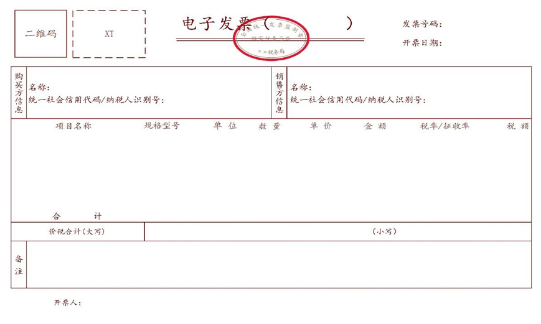 二维码
XT
电子发票（ ）
发票号码：
开票日期：
购买方信息
名称：
统一社会信用代码/纳税人识别号：
销售方信息
名称：
统一社会信用代码/纳税人识别号：
项目名称 规格型号 单位 数量 单价 金额 税率/征收率 税额
合计
价税合计(大写) (小写)
备注
开票人：